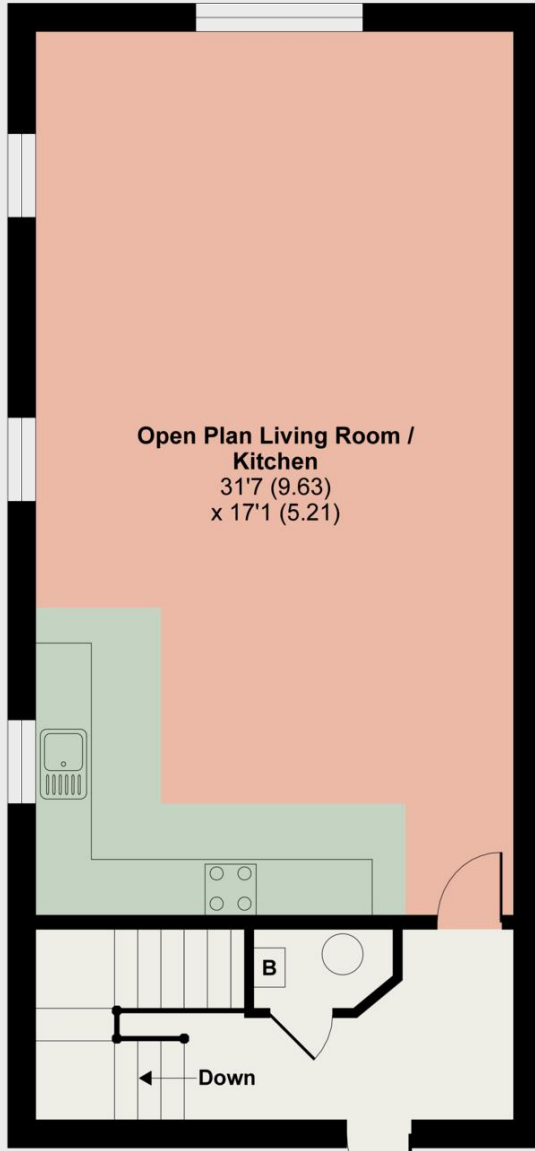 Open Plan Living Room /
Kitchen
31'7 (9.63)
x 17'1 (5.21)
B
Down